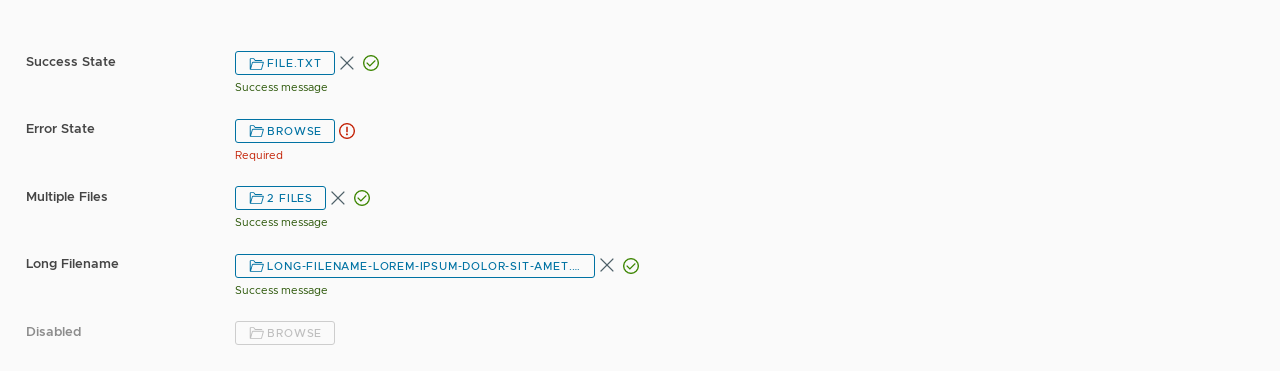 Success State
FILE.TXT
Success message
Error State
BROWSE
Required
Multiple Files
2 FILES
Success message
Long Filename
LONG-FILENAME-LOREM-IPSUM-DOLOR-SIT-AMET....
Success message
Disabled
BROWSE